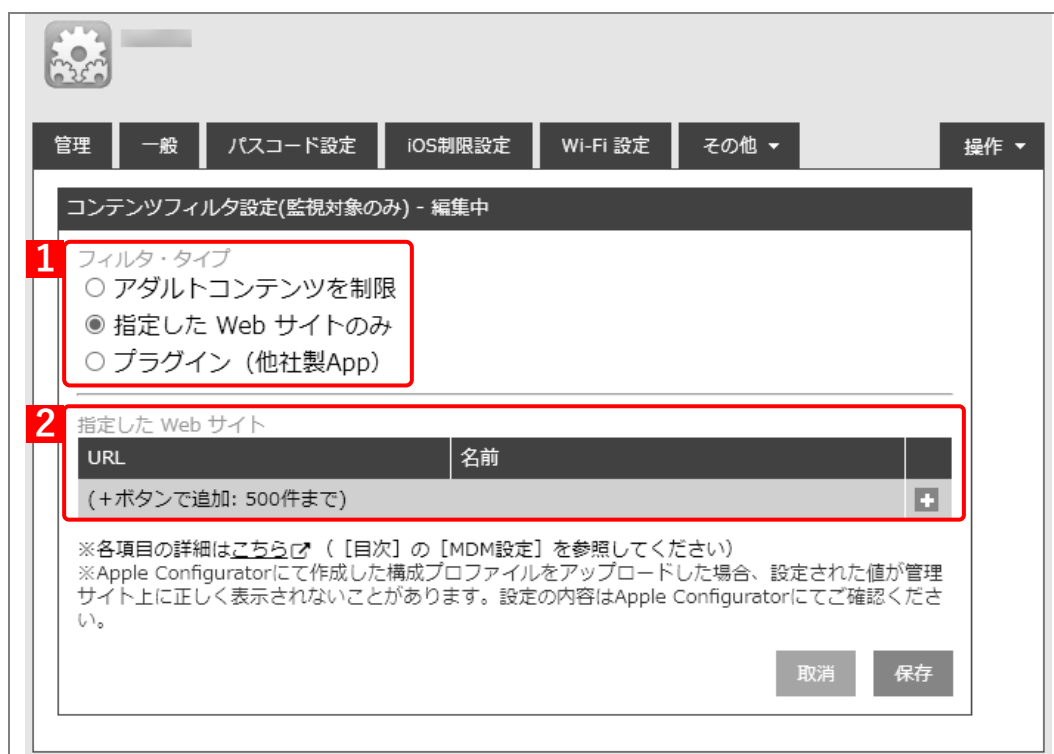 管理 一般 パスコード設定 iOS制限設定 Wi-Fi 設定 その他 ▼ 操作 ▼
コンテンツフィルタ設定(監視対象のみ) - 編集中
1
フィルタ・タイプ
アダルトコンテンツを制限
指定した Web サイトのみ
プラグイン（他社製App）
2
指定した Web サイト
URL 名前
(+ボタンで追加: 500件まで)
※各項目の詳細はこちら（［目次］の［MDM設定］を参照してください）
※Apple Configuratorにて作成した構成プロファイルをアップロードした場合、設定された値が管理
サイト上に正しく表示されないことがあります。設定の内容はApple Configuratorにてご確認くださ
い。
取消 保存